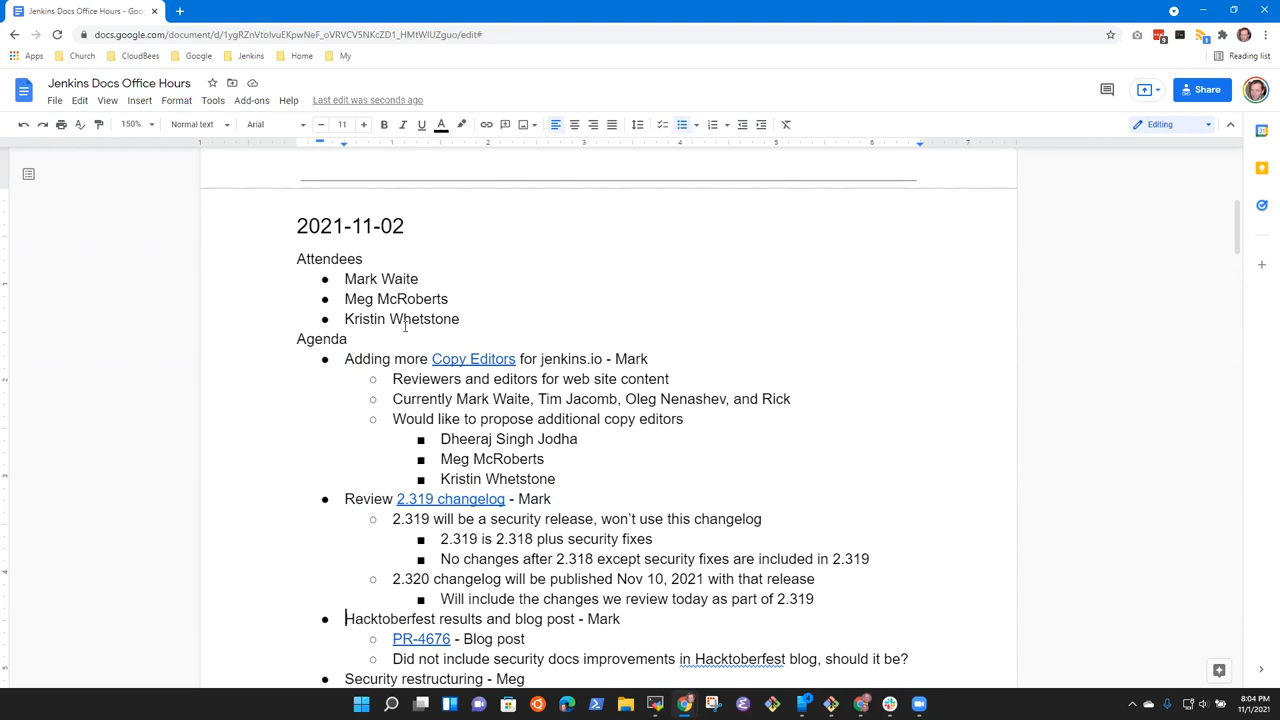 Jenkins Docs Office Hours - Goo
docs.google.com/document/d/1ygRZnVtoIvuEKpwNeF_oVRVCV5NKcZD1_HMtWIUZguo/edit#
Apps Church CloudBees Google Jenkins Home My Reading list
Jenkins Docs Office Hours
File Edit View Insert Format Tools Add-ons Help Last edit was seconds ago
Share
150% Normal text Arial 11 Editing
1 1 2 3 4 5 6 7
2021-11-02
Attendees
● Mark Waite
● Meg McRoberts
● Kristin Whetstone
Agenda
● Adding more Copy Editors for jenkins.io - Mark
○ Reviewers and editors for web site content
○ Currently Mark Waite, Tim Jacomb, Oleg Nenashev, and Rick
○ Would like to propose additional copy editors
■ Dheeraj Singh Jodha
■ Meg McRoberts
■ Kristin Whetstone
● Review 2.319 changelog - Mark
○ 2.319 will be a security release, won't use this changelog
■ 2.319 is 2.318 plus security fixes
■ No changes after 2.318 except security fixes are included in 2.319
○ 2.320 changelog will be published Nov 10, 2021 with that release
■ Will include the changes we review today as part of 2.319
● Hacktoberfest results and blog post - Mark
○ PR-4676 - Blog post
○ Did not include security docs improvements in Hacktoberfest blog, should it be?
● Security restructuring - Meg
8:04 PM
11/1/2021